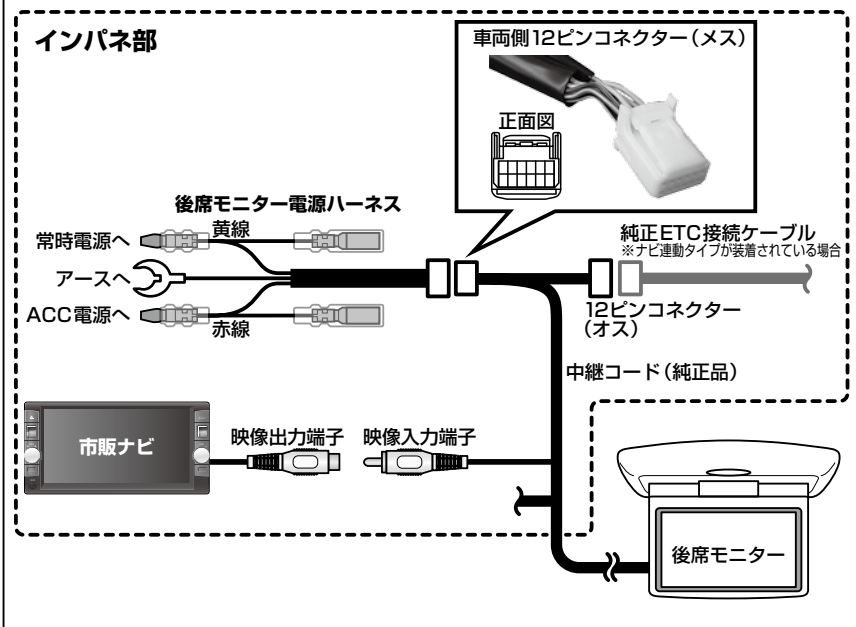 インパネ部
車両側12ピンコネクター（メス）
正面図
後席モニター電源ハーネス
黄線
常時電源へ
アースへ
ACC電源へ
赤線
純正ETC接続ケーブル
※ナビ連動タイプが装着されている場合
12ピンコネクター
（オス）
中継コード（純正品）
市販ナビ
映像出力端子
映像入力端子
後席モニター